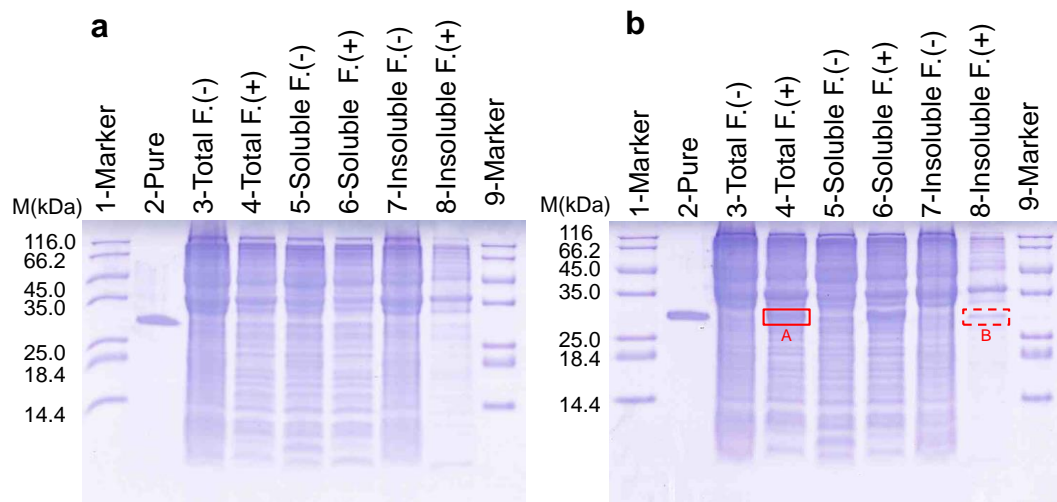 a
1-Marker
2-Pure
3-Total F.(-)
4-Total F.(+)
5-Soluble F.(-)
6-Soluble F.(+)
7-Insoluble F.(-)
8-Insoluble F.(+)
9-Marker
M(kDa)
116.0
66.2
45.0
35.0
25.0
18.4
14.4
b
1-Marker
2-Pure
3-Total F.(-)
4-Total F.(+)
5-Soluble F.(-)
6-Soluble F.(+)
7-Insoluble F.(-)
8-Insoluble F.(+)
9-Marker
M(kDa)
116
66.2
45.0
35.0
25.0
18.4
14.4
A
B